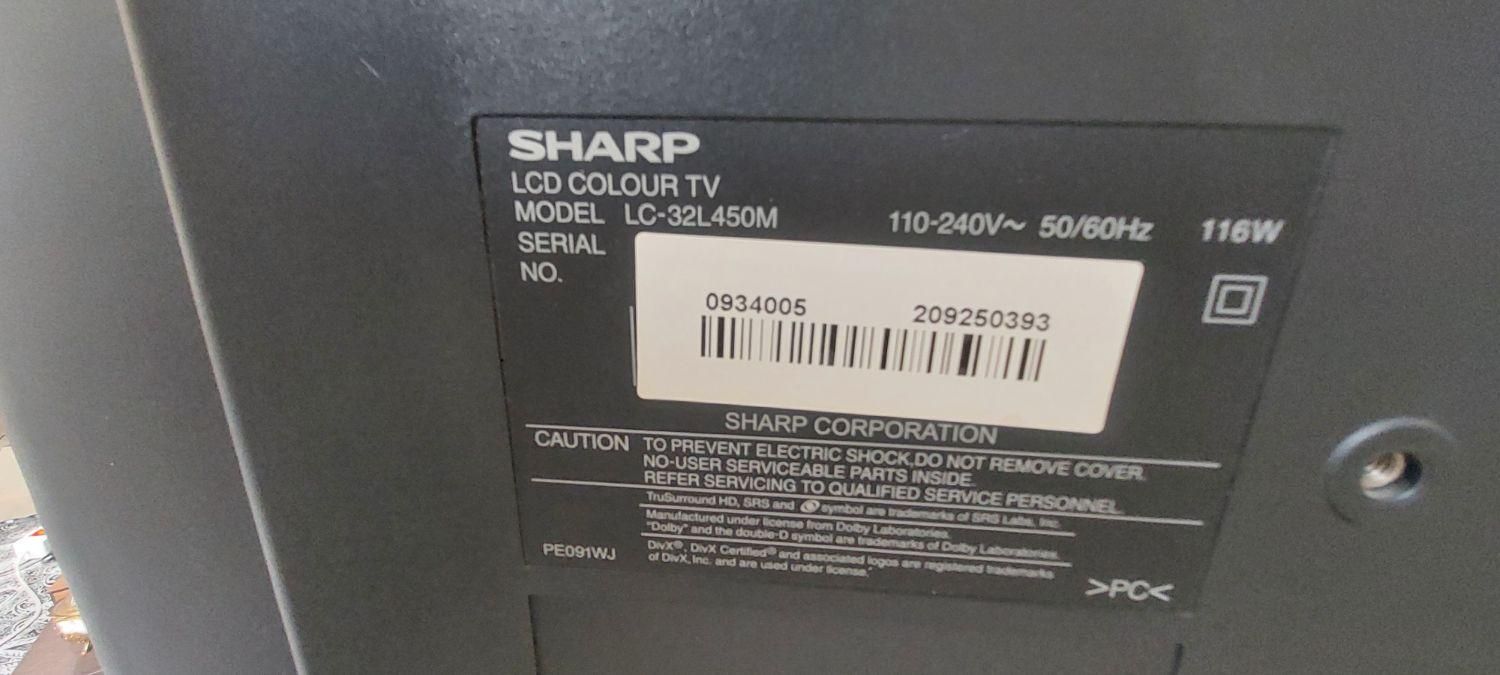 SHARP
LCD COLOUR TV
MODEL LC-32L450M 110-240V~ 50/60Hz 116W
SERIAL
NO.
0934005 209250393
SHARP CORPORATION
CAUTION TO PREVENT ELECTRIC SHOCK,DO NOT REMOVE COVER.
NO-USER SERVICEABLE PARTS INSIDE.
REFER SERVICING TO QUALIFIED SERVICE PERSONNEL.
TruSurround HD, SRS and symbol are trademarks of SRS Labs, Inc.
Manufactured under license from Dolby Laboratories.
"Dolby" and the double-D symbol are trademarks of Dolby Laboratories.
DivX®, DivX Certified® and associated logos are registered trademarks
of DivX, Inc. and are used under license.
PE091WJ
>PC<